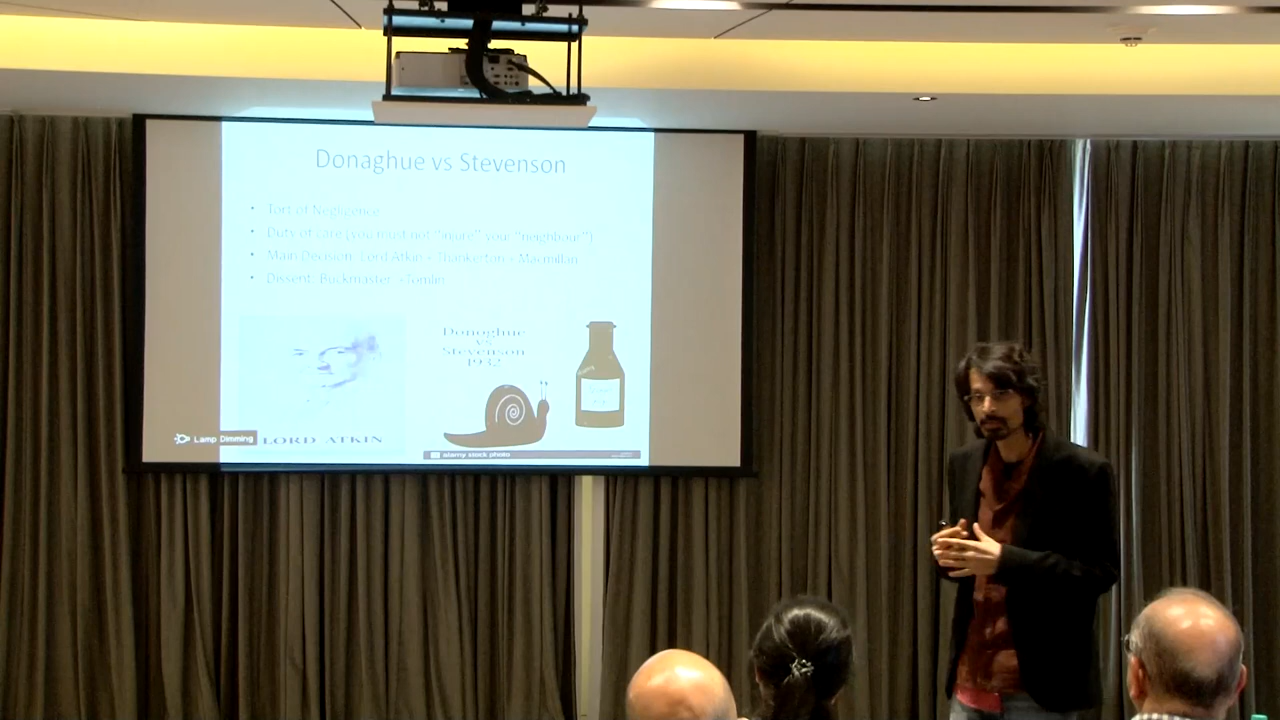 Donaghue vs Stevenson
• Tort of Negligence
• Duty of care (you must not "injure" your "neighbour")
• Main Decision: Lord Atkin + Thankerton + Macmillan
• Dissent: Buckmaster +Tomlin
Donoghue
vs
Stevenson
1932
Lamp Dimming
LORD ATKIN
alamy stock photo